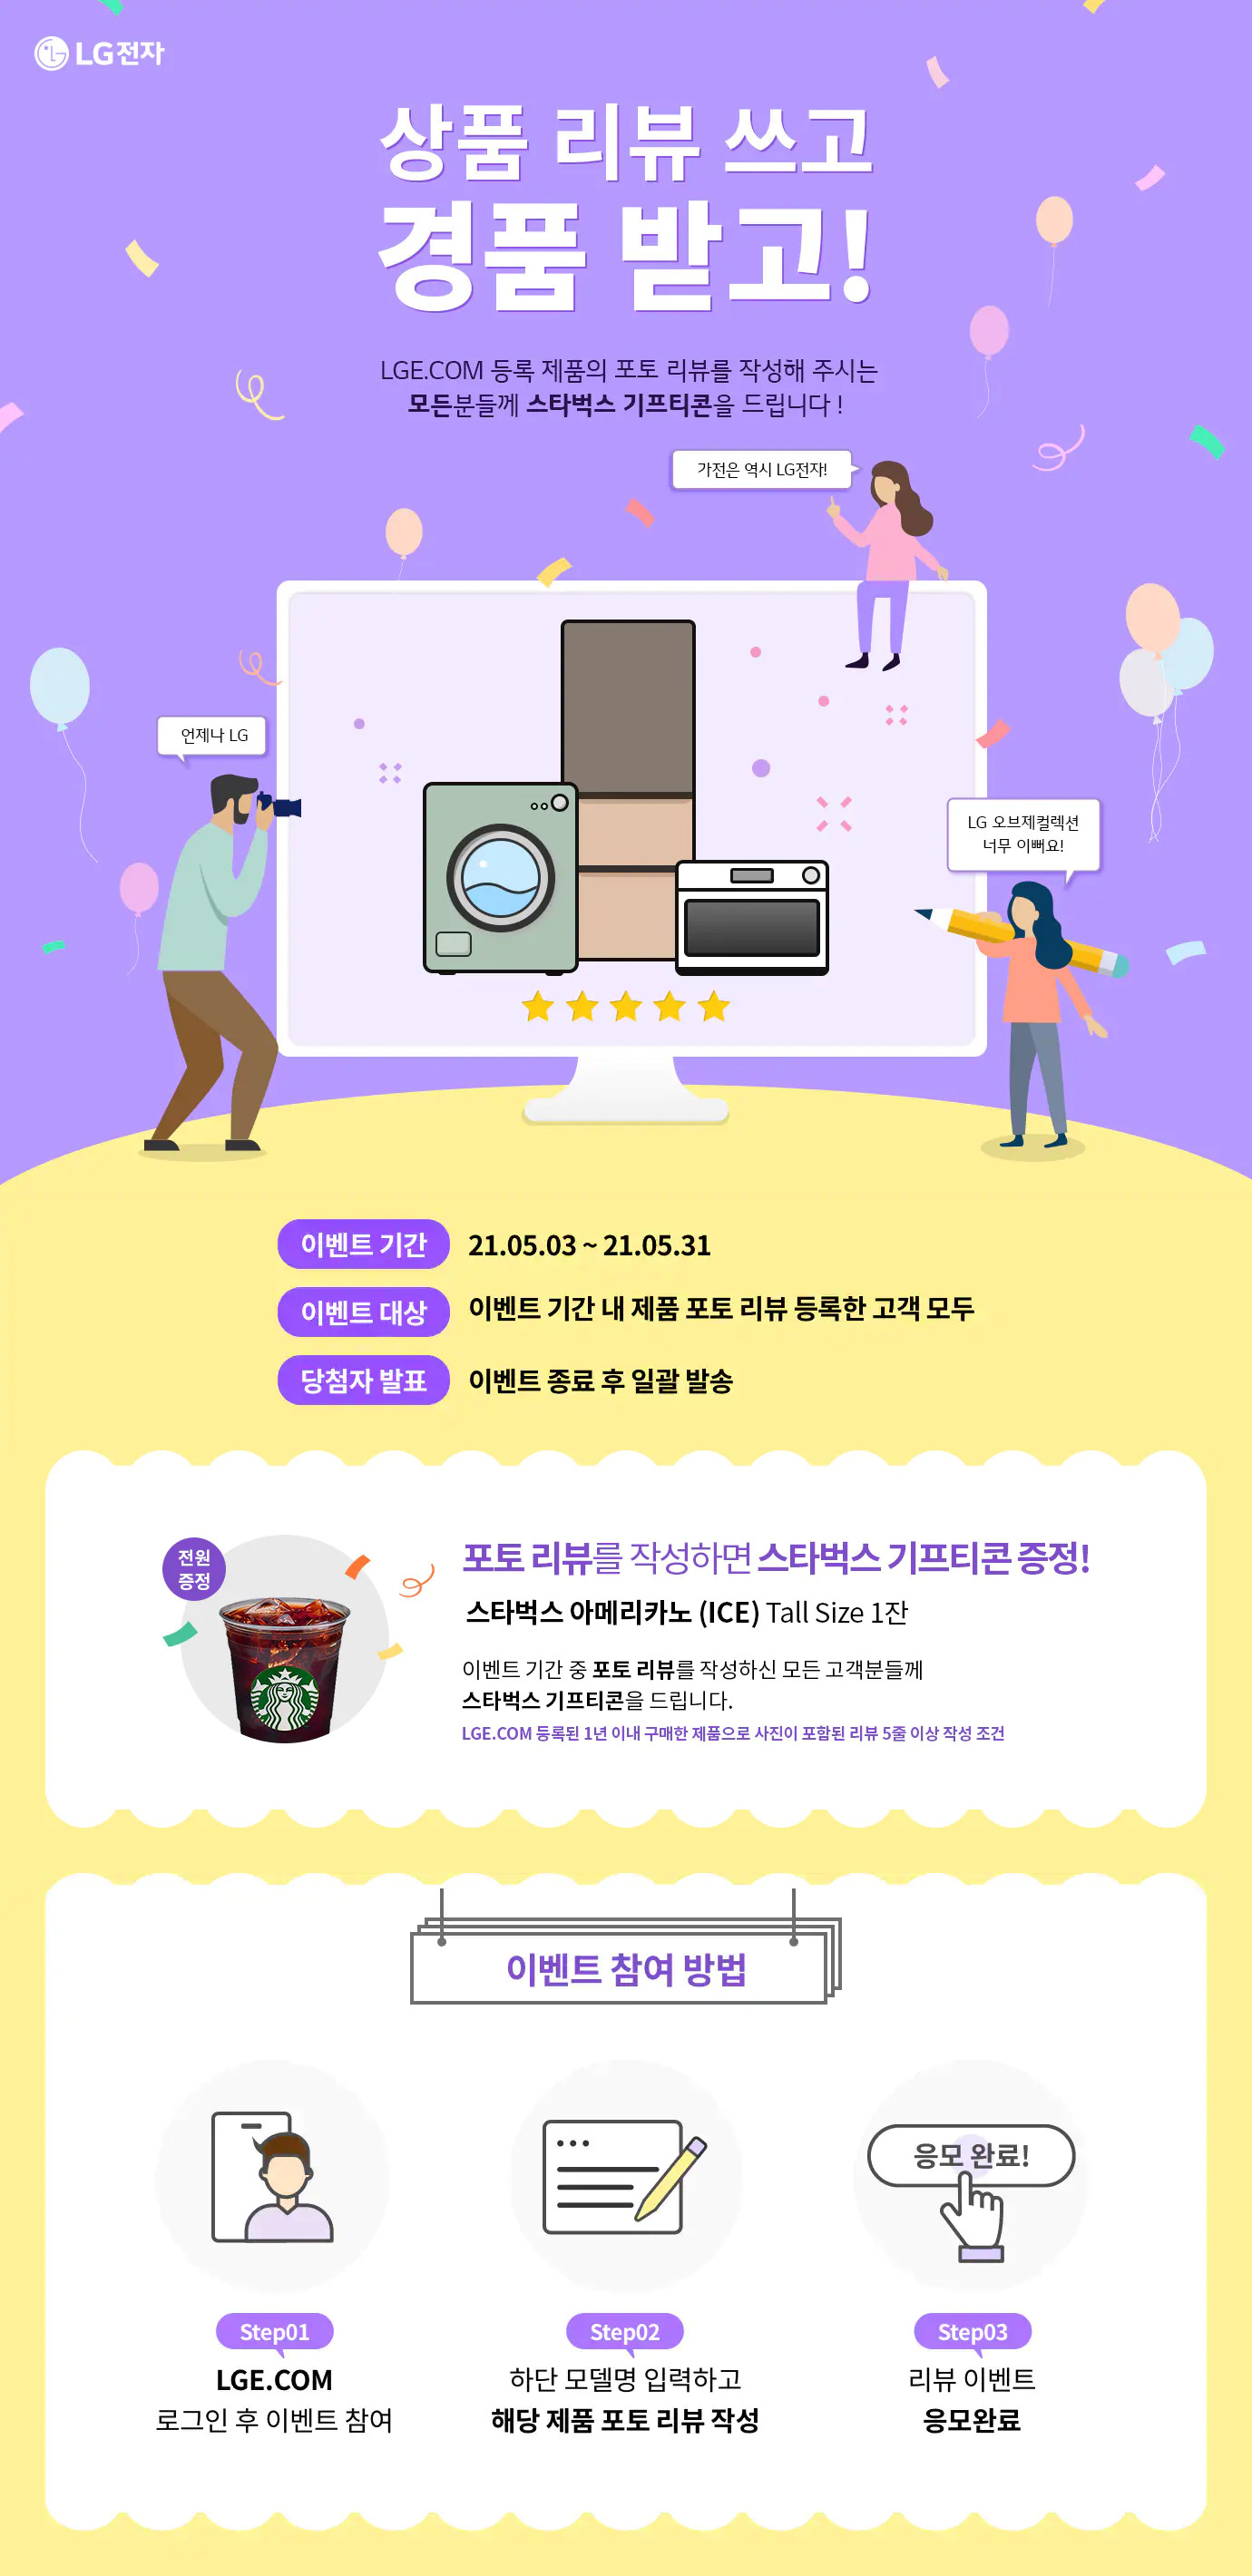 LG전자
상품 리뷰 쓰고
경품 받고!
LGE.COM 등록 제품의 포토 리뷰를 작성해 주시는
모든분들께 스타벅스 기프티콘을 드립니다 !
가전은 역시 LG전자!
언제나 LG
LG 오브제컬렉션
너무 이뻐요!
이벤트 기간 21.05.03 ~ 21.05.31
이벤트 대상 이벤트 기간 내 제품 포토 리뷰 등록한 고객 모두
당첨자 발표 이벤트 종료 후 일괄 발송
전원
증정
포토 리뷰를 작성하면 스타벅스 기프티콘 증정!
스타벅스 아메리카노 (ICE) Tall Size 1잔
이벤트 기간 중 포토 리뷰를 작성하신 모든 고객분들께
스타벅스 기프티콘을 드립니다.
LGE.COM 등록된 1년 이내 구매한 제품으로 사진이 포함된 리뷰 5줄 이상 작성 조건
이벤트 참여 방법
응모 완료!
Step01
LGE.COM
로그인 후 이벤트 참여
Step02
하단 모델명 입력하고
해당 제품 포토 리뷰 작성
Step03
리뷰 이벤트
응모완료